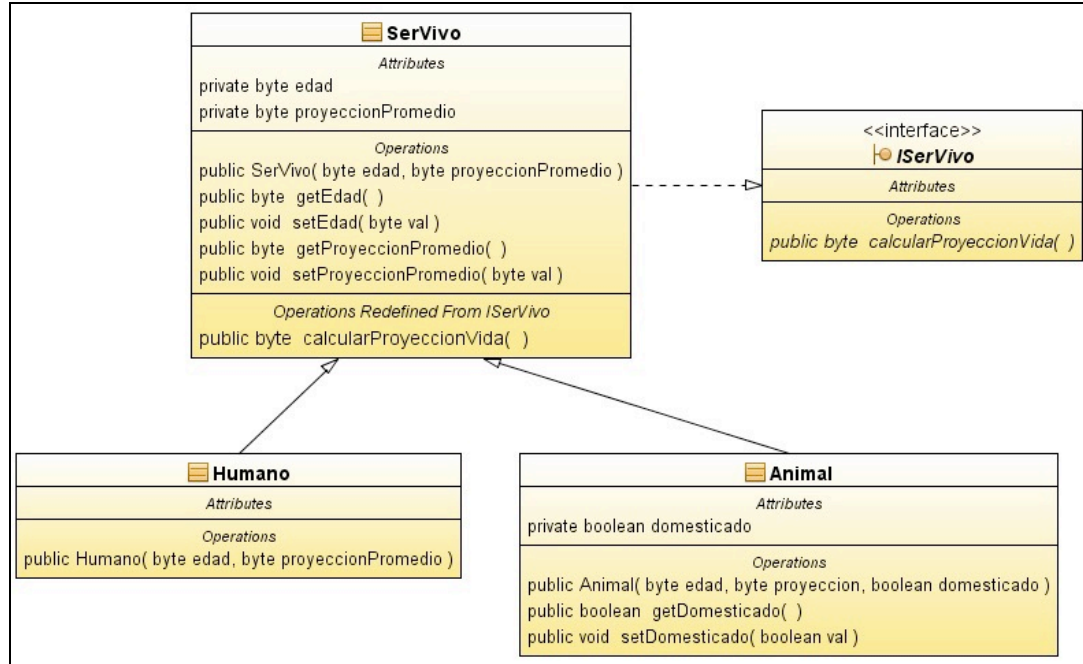 SerVivo
Attributes
private byte edad
private byte proyeccionPromedio
Operations
public SerVivo( byte edad, byte proyeccionPromedio )
public byte getEdad( )
public void setEdad( byte val )
public byte getProyeccionPromedio( )
public void setProyeccionPromedio( byte val )
Operations Redefined From ISerVivo
public byte calcularProyeccionVida( )
<<interface>>
ISerVivo
Attributes
Operations
public byte calcularProyeccionVida( )
Humano
Attributes
Operations
public Humano( byte edad, byte proyeccionPromedio )
Animal
Attributes
private boolean domesticado
Operations
public Animal( byte edad, byte proyeccion, boolean domesticado )
public boolean getDomesticado( )
public void setDomesticado( boolean val )